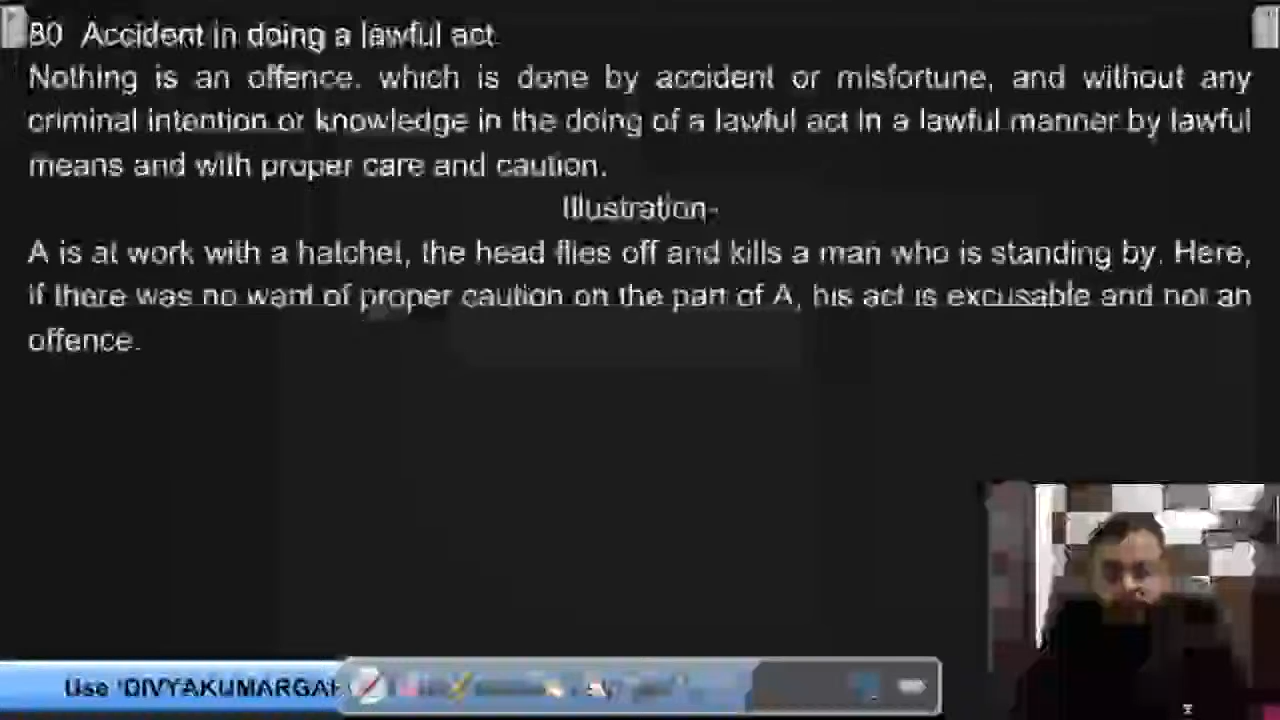 80 Accident in doing a lawful act
Nothing is an offence. which is done by accident or misfortune, and without any
criminal intention or knowledge in the doing of a lawful act in a lawful manner by lawful
means and with proper care and caution.
Illustration-
A is at work with a hatchet, the head flies off and kills a man who is standing by. Here,
if there was no want of proper caution on the part of A, his act is excusable and not an
offence.
Use 'DIVYAKUMARGAR